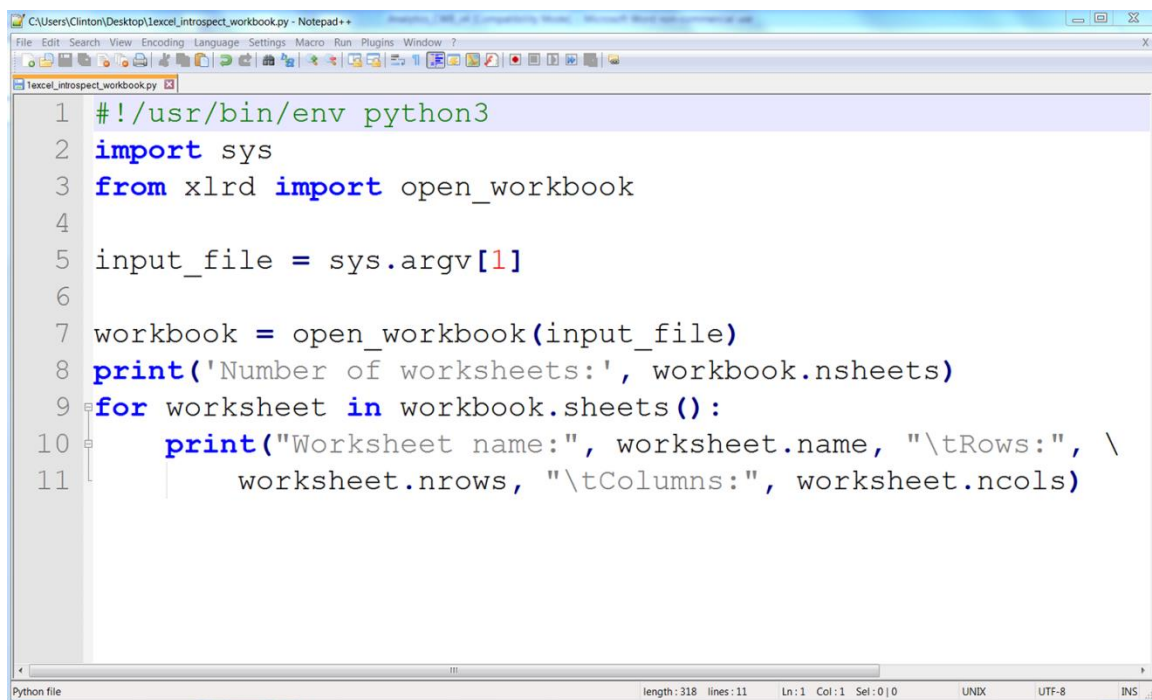 C:\Users\Clinton\Desktop\1excel_introspect_workbook.py - Notepad++
File Edit Search View Encoding Language Settings Macro Run Plugins Window ?
X
1excel_introspect_workbook.py
1 #!/usr/bin/env python3
2 import sys
3 from xlrd import open_workbook
4
5 input_file = sys.argv[1]
6
7 workbook = open_workbook(input_file)
8 print('Number of worksheets:', workbook.nsheets)
9 for worksheet in workbook.sheets():
10     print("Worksheet name:", worksheet.name, "\tRows:", \
11         worksheet.nrows, "\tColumns:", worksheet.ncols)
Python file length : 318 lines : 11 Ln : 1 Col : 1 Sel : 0 | 0 UNIX UTF-8 INS